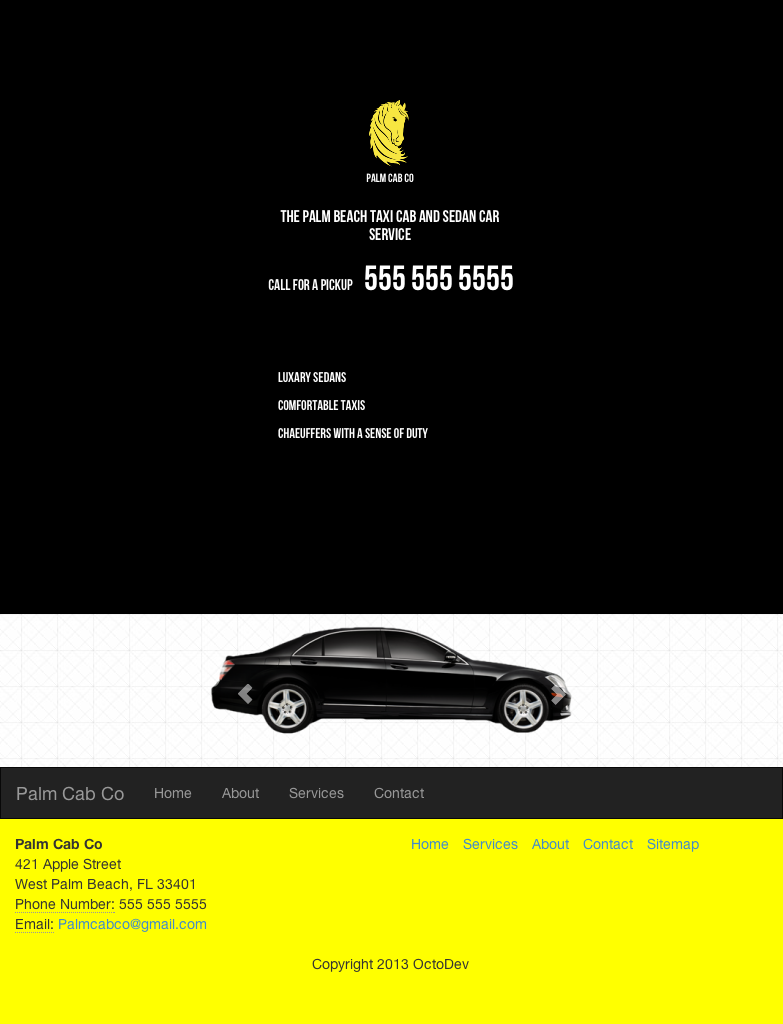 PALM CAB CO
THE PALM BEACH TAXI CAB AND SEDAN CAR
SERVICE
CALL FOR A PICKUP 555 555 5555
LUXARY SEDANS
COMFORTABLE TAXIS
CHAEUFFERS WITH A SENSE OF DUTY
Palm Cab Co Home About Services Contact
Palm Cab Co
421 Apple Street
West Palm Beach, FL 33401
Phone Number: 555 555 5555
Email: Palmcabco@gmail.com
Home Services About Contact Sitemap
Copyright 2013 OctoDev